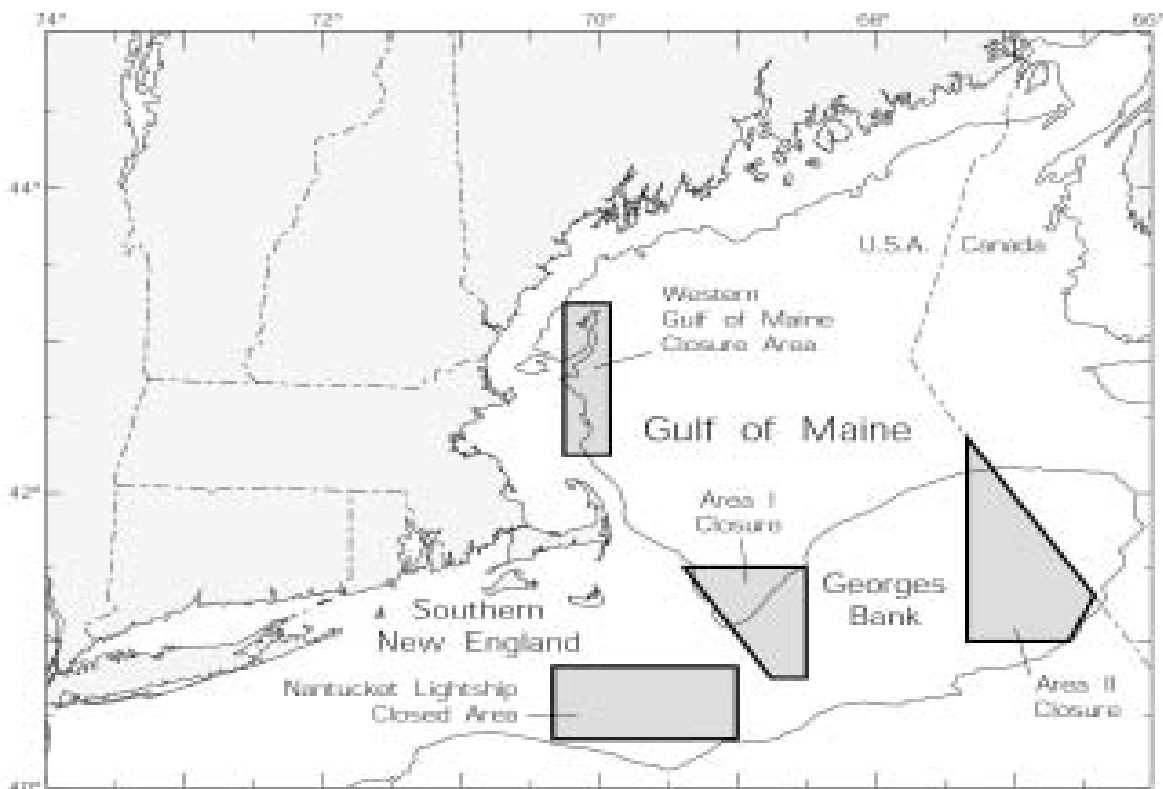 74° 72° 70° 68° 66°
44°
U.S.A. Canada
Western
Gulf of Maine
Closure Area
Gulf of Maine
42°
Area I
Closure
Georges
Bank
Southern
New England
Nantucket Lightship
Closed Area
Area II
Closure
40°